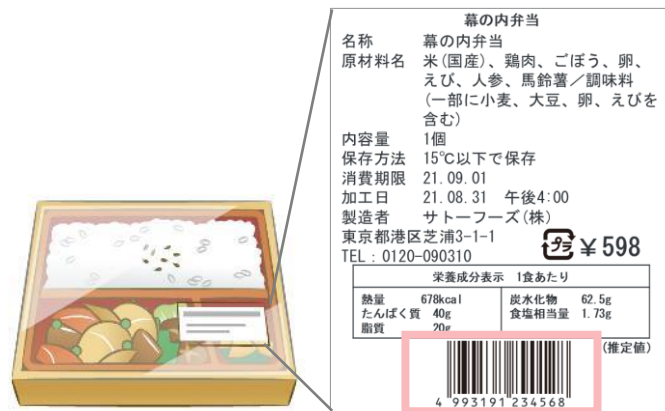 幕の内弁当
名称 幕の内弁当
原材料名 米(国産)、鶏肉、ごぼう、卵、
えび、人参、馬鈴薯／調味料
(一部に小麦、大豆、卵、えびを
含む)
内容量 1個
保存方法 15℃以下で保存
消費期限 21.09.01
加工日 21.08.31 午後4:00
製造者 サトーフーズ(株)
東京都港区芝浦3-1-1
TEL：0120-090310
プラ ￥598
栄養成分表示 1食あたり
熱量 678kcal 炭水化物 62.5g
たんぱく質 40g 食塩相当量 1.73g
脂質 20g
(推定値)
4 993191 234568